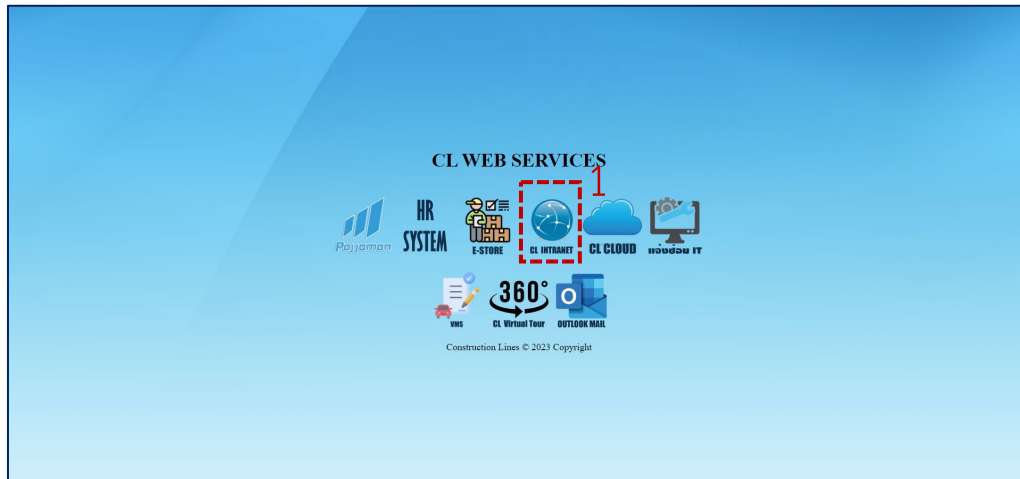 CL WEB SERVICES
1
Pojjaman
HR
SYSTEM
E-STORE
CL INTRANET
CL CLOUD
แจ้งซ่อม IT
VMS
360°
CL Virtual Tour
O
OUTLOOK MAIL
Construction Lines © 2023 Copyright